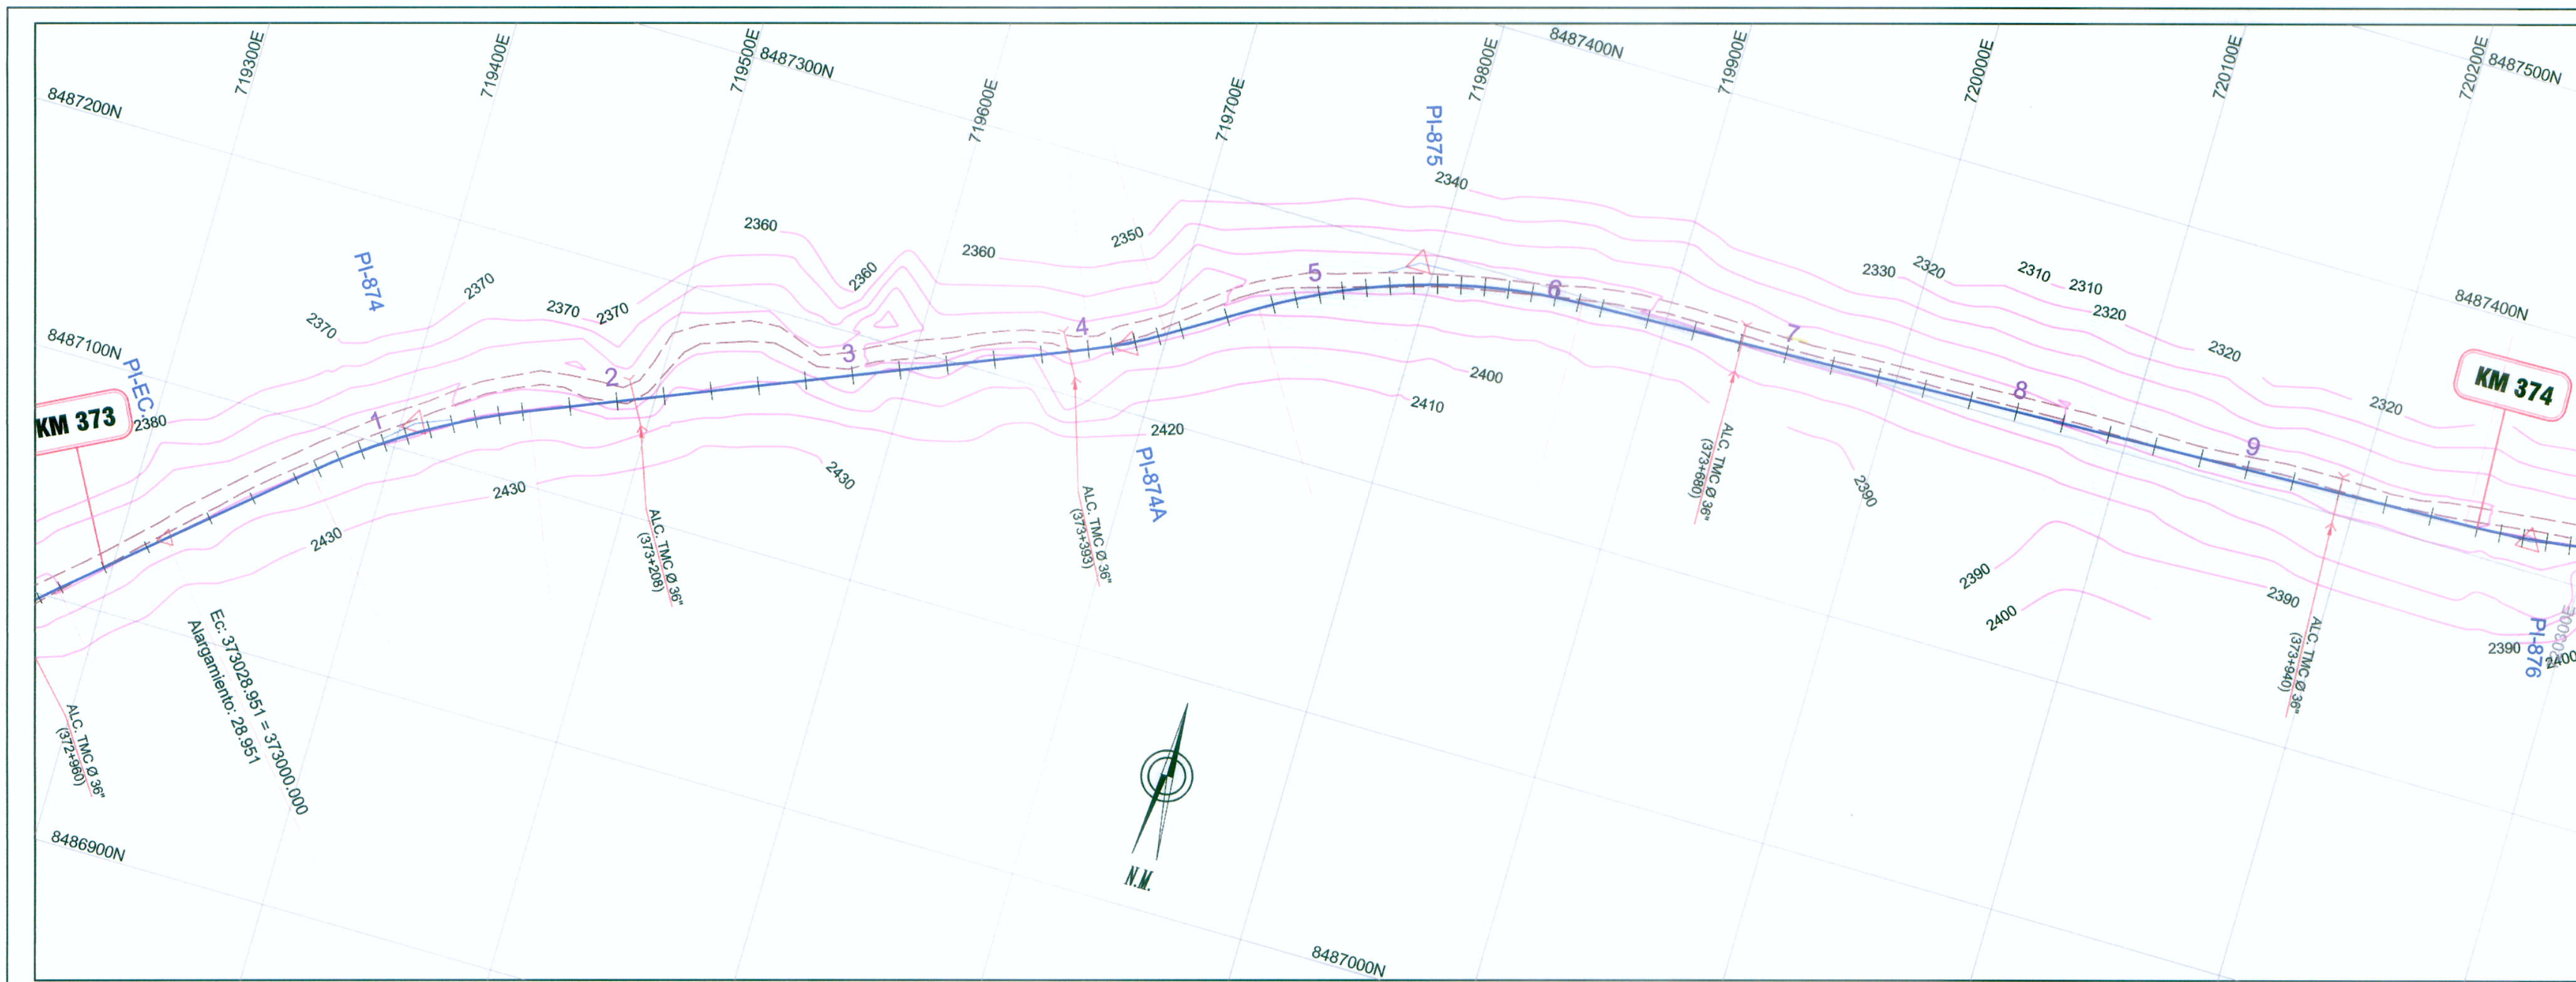 719300E
719400E
719500E
8487300N
719600E
719700E
719800E
8487400N
719900E
720000E
720100E
720200E
8487500N
8487200N
PI-875
2340
2360
2350
2360
2360
PI-874
2370
2370
2370
2370
2330
2320
2310
2310
2320
2320
8487400N
8487100N
PI-EC.
KM 373
2380
1
2
3
4
5
6
7
8
9
KM 374
2320
2400
2410
2420
2430
2430
2430
PI-874A
2390
2390
2400
2390
2390
2400
PI-876
720300E
ALC. TMC Ø 36"
(372+960)
Ec: 373028.951 = 373000.000
Alargamiento: 28.951
ALC. TMC Ø 36"
(373+208)
ALC. TMC Ø 36"
(373+393)
ALC. TMC Ø 36"
(373+680)
ALC. TMC Ø 36"
(373+940)
N.M.
8486900N
8487000N